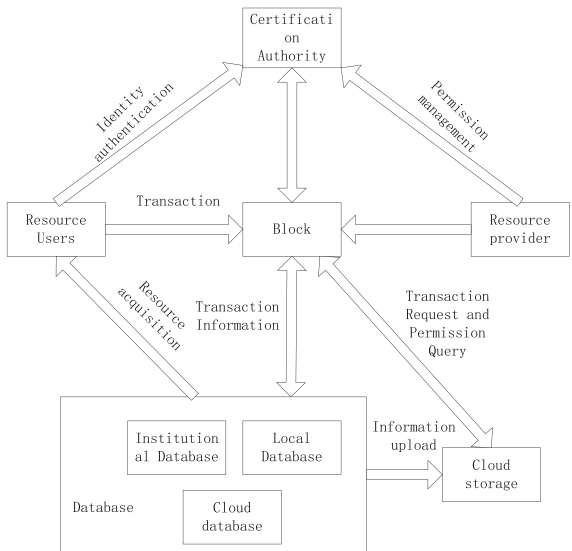 Certificati
on
Authority
Identity
authentication
Permission
management
Transaction
Resource
Users
Block
Resource
provider
Resource
acquisition
Transaction
Information
Transaction
Request and
Permission
Query
Institution
al Database
Local
Database
Information
upload
Cloud
storage
Database
Cloud
database